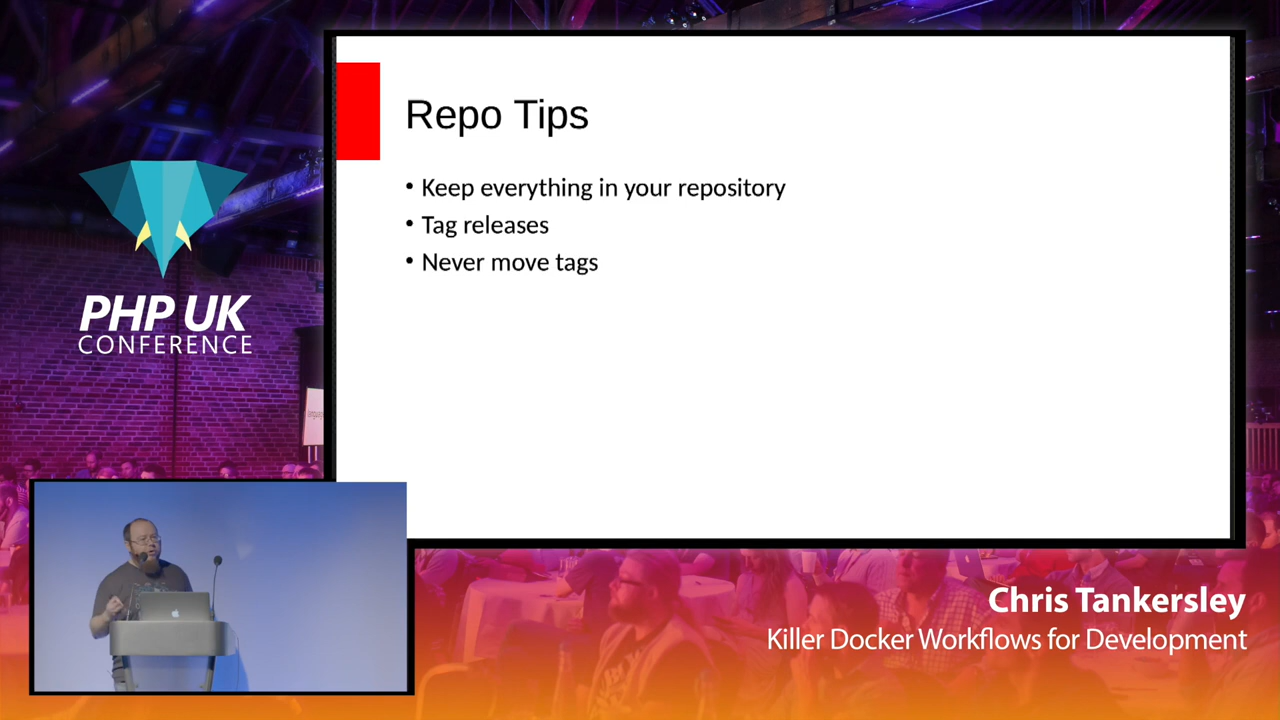 Repo Tips
• Keep everything in your repository
• Tag releases
• Never move tags
PHP UK
CONFERENCE
Chris Tankersley
Killer Docker Workflows for Development